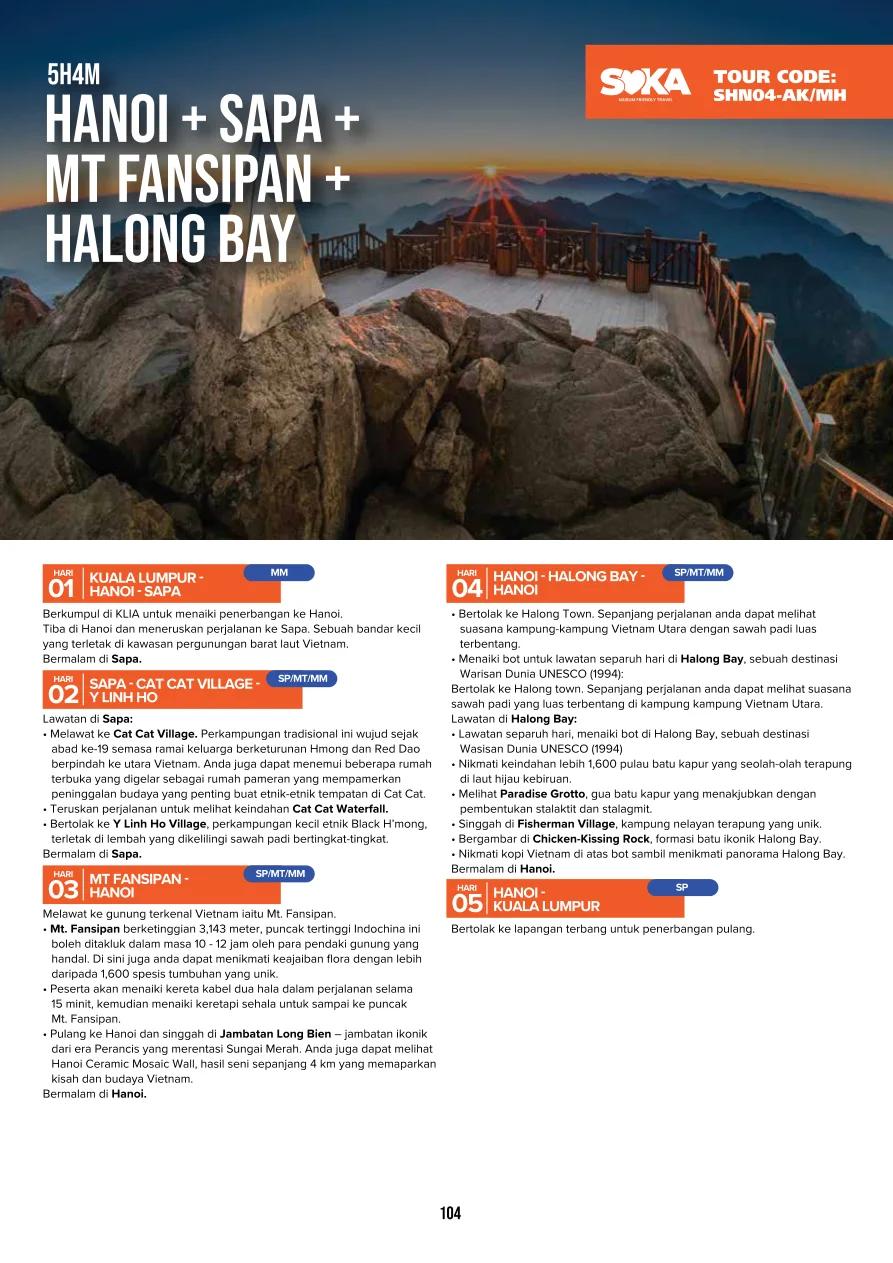 5H4M
HANOI + SAPA +
MT FANSIPAN +
HALONG BAY
SOKA
MUSLIM FRIENDLY TRAVEL
TOUR CODE:
SHN04-AK/MH
FANSIPAN
HARI
01
KUALA LUMPUR -
HANOI - SAPA
MM
Berkumpul di KLIA untuk menaiki penerbangan ke Hanoi.
Tiba di Hanoi dan meneruskan perjalanan ke Sapa. Sebuah bandar kecil
yang terletak di kawasan pergunungan barat laut Vietnam.
Bermalam di Sapa.
HARI
02
SAPA - CAT CAT VILLAGE -
Y LINH HO
SP/MT/MM
Lawatan di Sapa:
• Melawat ke Cat Cat Village. Perkampungan tradisional ini wujud sejak
abad ke-19 semasa ramai keluarga berketurunan Hmong dan Red Dao
berpindah ke utara Vietnam. Anda juga dapat menemui beberapa rumah
terbuka yang digelar sebagai rumah pameran yang mempamerkan
peninggalan budaya yang penting buat etnik-etnik tempatan di Cat Cat.
• Teruskan perjalanan untuk melihat keindahan Cat Cat Waterfall.
• Bertolak ke Y Linh Ho Village, perkampungan kecil etnik Black H’mong,
terletak di lembah yang dikelilingi sawah padi bertingkat-tingkat.
Bermalam di Sapa.
HARI
03
MT FANSIPAN -
HANOI
SP/MT/MM
Melawat ke gunung terkenal Vietnam iaitu Mt. Fansipan.
• Mt. Fansipan berketinggian 3,143 meter, puncak tertinggi Indochina ini
boleh ditakluk dalam masa 10 - 12 jam oleh para pendaki gunung yang
handal. Di sini juga anda dapat menikmati keajaiban flora dengan lebih
daripada 1,600 spesis tumbuhan yang unik.
• Peserta akan menaiki kereta kabel dua hala dalam perjalanan selama
15 minit, kemudian menaiki keretapi sehala untuk sampai ke puncak
Mt. Fansipan.
• Pulang ke Hanoi dan singgah di Jambatan Long Bien – jambatan ikonik
dari era Perancis yang merentasi Sungai Merah. Anda juga dapat melihat
Hanoi Ceramic Mosaic Wall, hasil seni sepanjang 4 km yang memaparkan
kisah dan budaya Vietnam.
Bermalam di Hanoi.
HARI
04
HANOI - HALONG BAY -
HANOI
SP/MT/MM
• Bertolak ke Halong Town. Sepanjang perjalanan anda dapat melihat
suasana kampung-kampung Vietnam Utara dengan sawah padi luas
terbentang.
• Menaiki bot untuk lawatan separuh hari di Halong Bay, sebuah destinasi
Warisan Dunia UNESCO (1994):
Bertolak ke Halong town. Sepanjang perjalanan anda dapat melihat suasana
sawah padi yang luas terbentang di kampung kampung Vietnam Utara.
Lawatan di Halong Bay:
• Lawatan separuh hari, menaiki bot di Halong Bay, sebuah destinasi
Wasisan Dunia UNESCO (1994)
• Nikmati keindahan lebih 1,600 pulau batu kapur yang seolah-olah terapung
di laut hijau kebiruan.
• Melihat Paradise Grotto, gua batu kapur yang menakjubkan dengan
pembentukan stalaktit dan stalagmit.
• Singgah di Fisherman Village, kampung nelayan terapung yang unik.
• Bergambar di Chicken-Kissing Rock, formasi batu ikonik Halong Bay.
• Nikmati kopi Vietnam di atas bot sambil menikmati panorama Halong Bay.
Bermalam di Hanoi.
HARI
05
HANOI -
KUALA LUMPUR
SP
Bertolak ke lapangan terbang untuk penerbangan pulang.
104